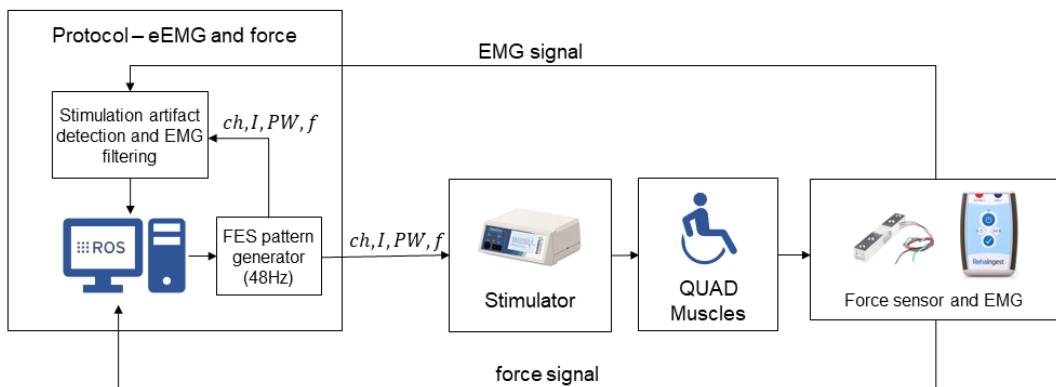 Protocol – eEMG and force
EMG signal
Stimulation artifact
detection and EMG
filtering
ch, I, PW, f
ROS
FES pattern
generator
(48Hz)
ch, I, PW, f
Stimulator
QUAD
Muscles
RehaIngest
Force sensor and EMG
force signal